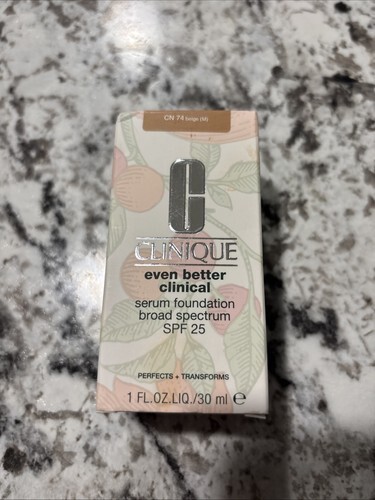 CN 74 beige (M)
CLINIQUE
even better
clinical
serum foundation
broad spectrum
SPF 25
PERFECTS + TRANSFORMS
1 FL.OZ.LIQ./30 ml ℮